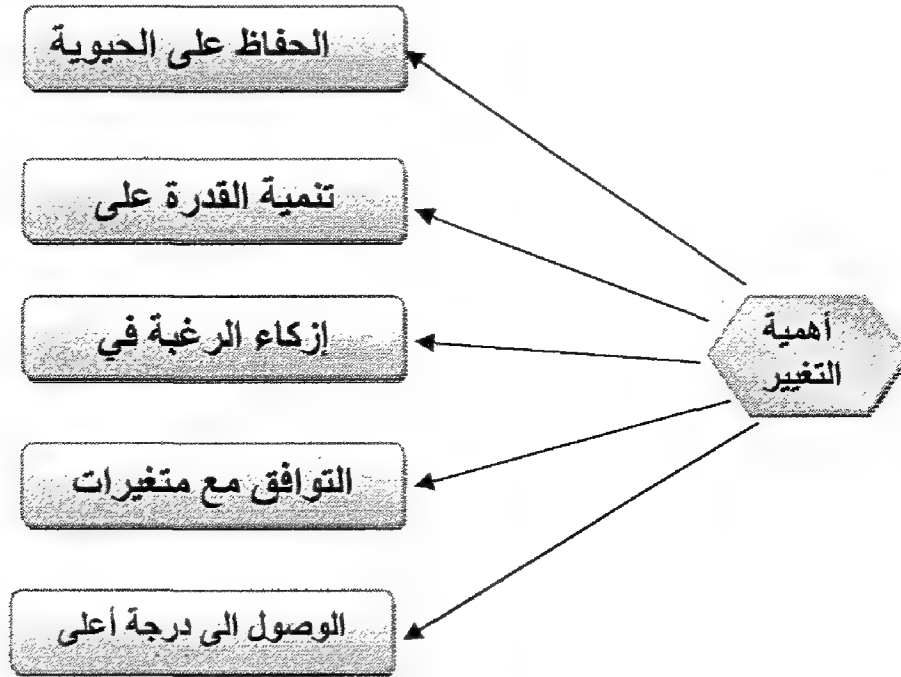 الحفاظ على الحيوية
تنمية القدرة على
إزكاء الرغبة في
التوافق مع متغيرات
الوصول الى درجة أعلى
أهمية
التغيير